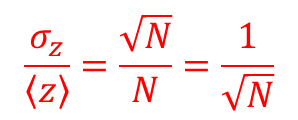 σ_z/⟨z⟩ = √N/N = 1/√N